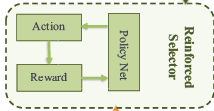 Action
Reward
Policy Net
Reinforced
Selector